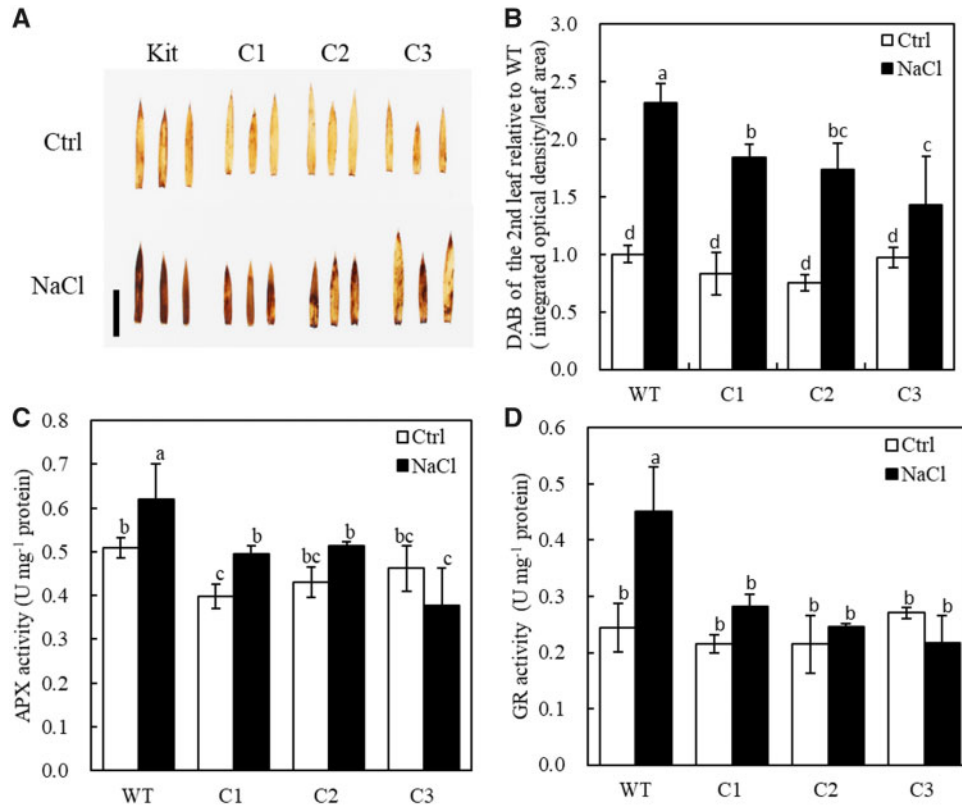 A
Kit C1 C2 C3
Ctrl
NaCl
B
DAB of the 2nd leaf relative to WT
( integrated optical density/leaf area)
3.0
2.5
2.0
1.5
1.0
0.5
0.0
Ctrl
NaCl
d a d b d bc d c
WT C1 C2 C3
C
APX activity (U mg⁻¹ protein)
0.8
0.7
0.6
0.5
0.4
0.3
0.2
0.1
0.0
Ctrl
NaCl
b a c b bc b bc c
WT C1 C2 C3
D
GR activity (U mg⁻¹ protein)
0.6
0.5
0.4
0.3
0.2
0.1
0.0
Ctrl
NaCl
b a b b b b b b
WT C1 C2 C3